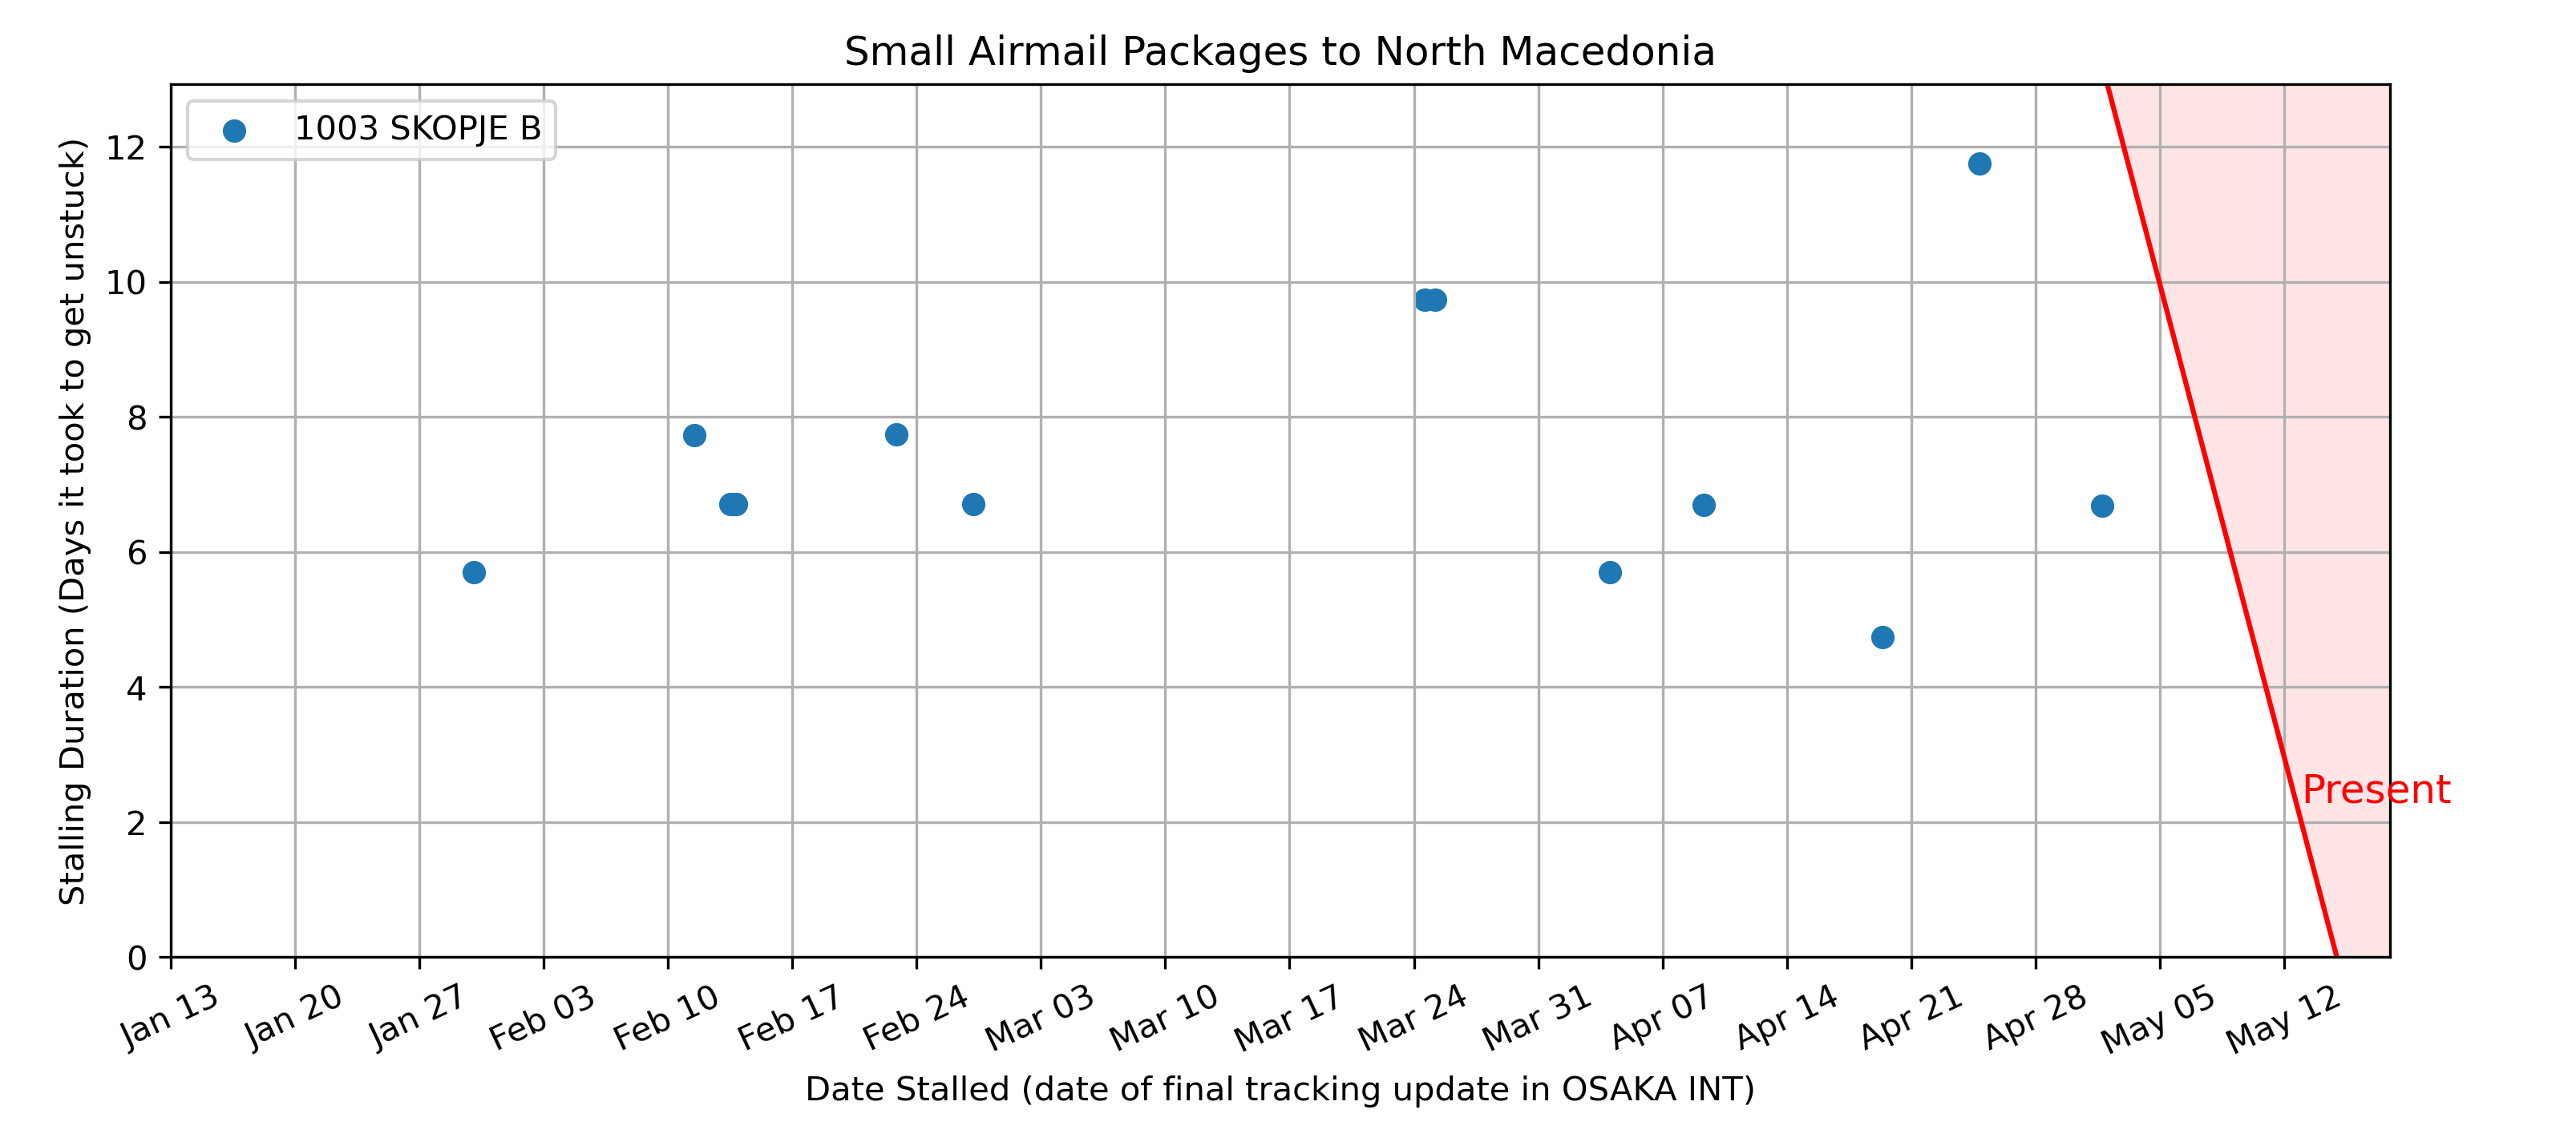 Small Airmail Packages to North Macedonia
1003 SKOPJE B
Stalling Duration (Days it took to get unstuck)
12
10
8
6
4
2
0
Present
Jan 13 Jan 20 Jan 27 Feb 03 Feb 10 Feb 17 Feb 24 Mar 03 Mar 10 Mar 17 Mar 24 Mar 31 Apr 07 Apr 14 Apr 21 Apr 28 May 05 May 12
Date Stalled (date of final tracking update in OSAKA INT)